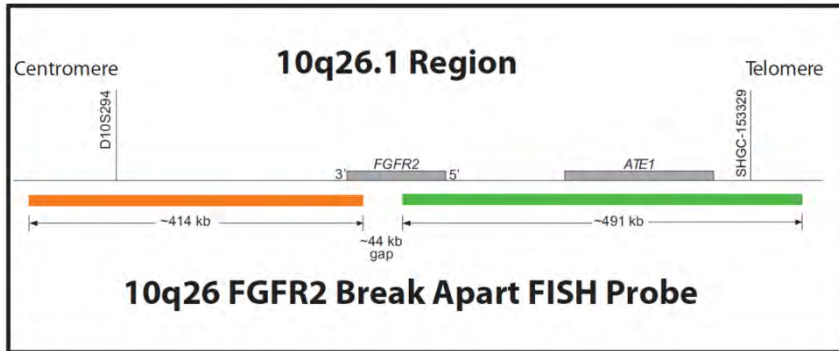 10q26.1 Region
Centromere
Telomere
D10S294
SHGC-153329
FGFR2
ATE1
3'
5'
~414 kb
~44 kb
gap
~491 kb
10q26 FGFR2 Break Apart FISH Probe